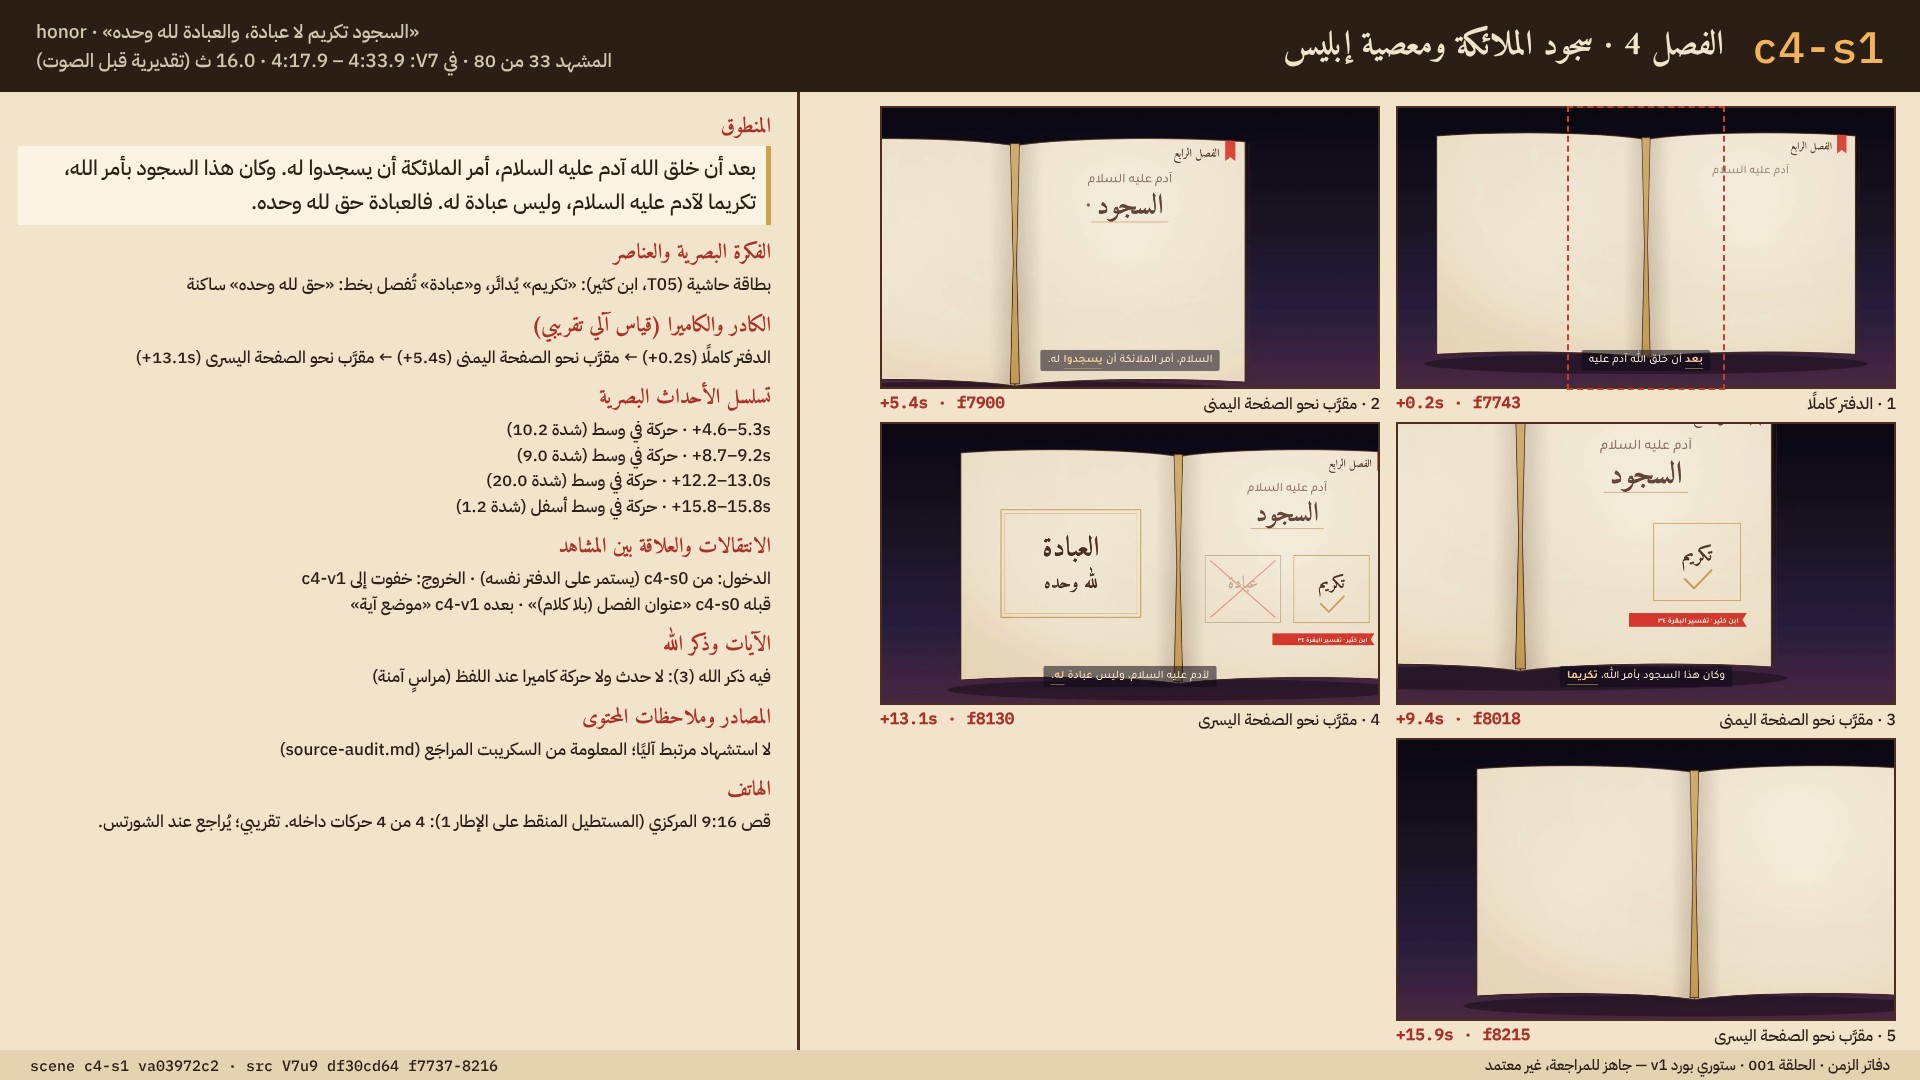 c4-s1
الفصل 4 · سجود الملائكة ومعصية إبليس
«السجود تكريم لا عبادة، والعبادة لله وحده» · honor
المشهد 33 من 80 · في V7: 4:17.9 – 4:33.9 · 16.0 ث (تقديرية قبل الصوت)
الفصل الرابع
آدم عليه السلام
بعد أن خلق الله آدم عليه
1 · الدفتر كاملًا
+0.2s · f7743
الفصل الرابع
آدم عليه السلام
السجود
السلام، أمر الملائكة أن يسجدوا له.
2 · مقرَّب نحو الصفحة اليمنى
+5.4s · f7900
آدم عليه السلام
السجود
تكريم
ابن كثير · تفسير البقرة ٣٤
وكان هذا السجود بأمر الله، تكريما
3 · مقرَّب نحو الصفحة اليمنى
+9.4s · f8018
الفصل الرابع
آدم عليه السلام
السجود
تكريم
عبادة
ابن كثير · تفسير البقرة ٣٤
العبادة
لله وحده
لآدم عليه السلام، وليس عبادة له.
4 · مقرَّب نحو الصفحة اليسرى
+13.1s · f8130
5 · مقرَّب نحو الصفحة اليسرى
+15.9s · f8215
المنطوق
بعد أن خلق الله آدم عليه السلام، أمر الملائكة أن يسجدوا له. وكان هذا السجود بأمر الله،
تكريما لآدم عليه السلام، وليس عبادة له. فالعبادة حق لله وحده.
الفكرة البصرية والعناصر
بطاقة حاشية (T05، ابن كثير): «تكريم» يُدائَر، و«عبادة» تُفصل بخط: «حق لله وحده» ساكنة
الكادر والكاميرا (قياس آلي تقريبي)
الدفتر كاملًا (+0.2s) ← مقرَّب نحو الصفحة اليمنى (+5.4s) ← مقرَّب نحو الصفحة اليسرى (+13.1s)
تسلسل الأحداث البصرية
+4.6–5.3s · حركة في وسط (شدة 10.2)
+8.7–9.2s · حركة في وسط (شدة 9.0)
+12.2–13.0s · حركة في وسط (شدة 20.0)
+15.8–15.8s · حركة في وسط أسفل (شدة 1.2)
الانتقالات والعلاقة بين المشاهد
الدخول: من c4-s0 (يستمر على الدفتر نفسه) · الخروج: خفوت إلى c4-v1
قبله c4-s0 «عنوان الفصل (بلا كلام)» · بعده c4-v1 «موضع آية»
الآيات وذكر الله
فيه ذكر الله (3): لا حدث ولا حركة كاميرا عند اللفظ (مراسٍ آمنة)
المصادر وملاحظات المحتوى
لا استشهاد مرتبط آليًا؛ المعلومة من السكريبت المراجَع (source-audit.md)
الهاتف
قص 9:16 المركزي (المستطيل المنقط على الإطار 1): 4 من 4 حركات داخله. تقريبي؛ يُراجع عند الشورتس.
دفاتر الزمن · الحلقة 001 · ستوري بورد v1 — جاهز للمراجعة، غير معتمد
scene c4-s1 va03972c2 · src V7u9 df30cd64 f7737-8216